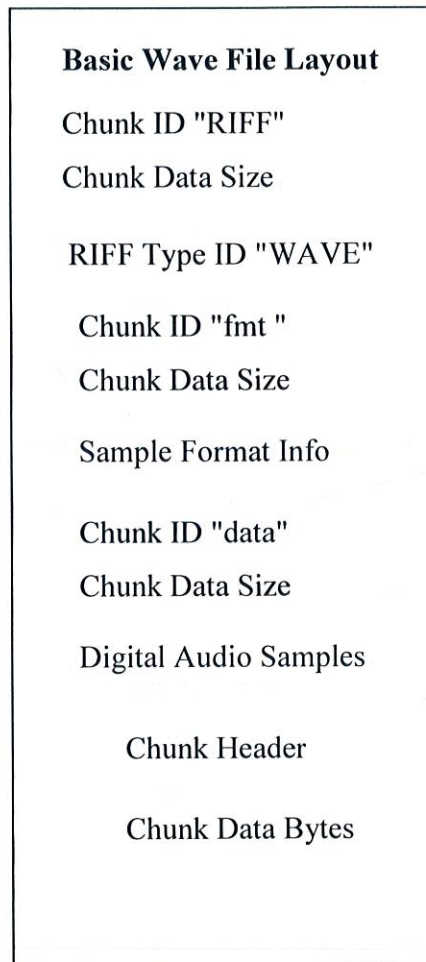 Basic Wave File Layout
Chunk ID "RIFF"
Chunk Data Size
RIFF Type ID "WAVE"
Chunk ID "fmt "
Chunk Data Size
Sample Format Info
Chunk ID "data"
Chunk Data Size
Digital Audio Samples
Chunk Header
Chunk Data Bytes